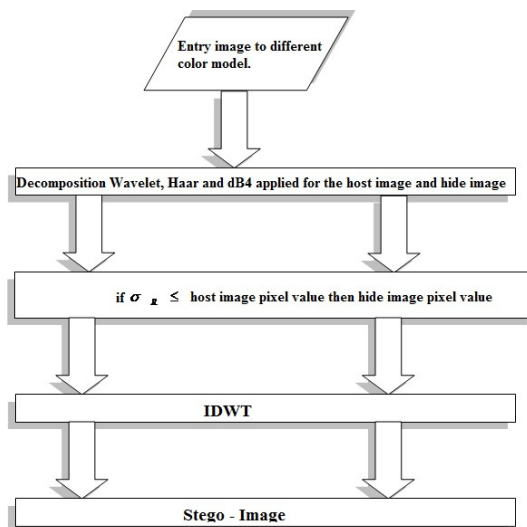 Entry image to different
color model.
Decomposition Wavelet, Haar and dB4 applied for the host image and hide image
if σ ≤ host image pixel value then hide image pixel value
IDWT
Stego - Image